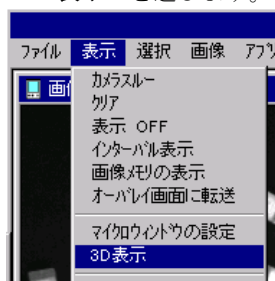 ファイル 表示 選択 画像
画
カメラスルー
クリア
表示 OFF
インターバル表示
画像メモリの表示
オーバレイ画面に転送
マイクロウィンドウの設定
3D表示